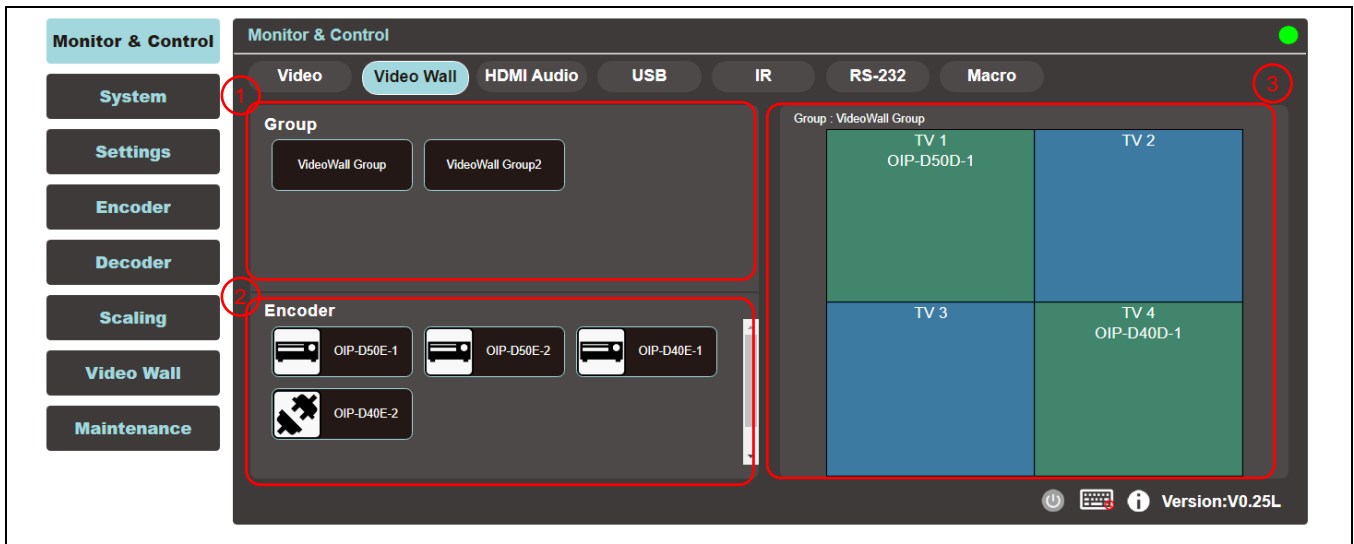 Monitor & Control
System
Settings
Encoder
Decoder
Scaling
Video Wall
Maintenance
Monitor & Control
Video
Video Wall
HDMI Audio
USB
IR
RS-232
Macro
1
Group
VideoWall Group
VideoWall Group2
2
Encoder
OIP-D50E-1
OIP-D50E-2
OIP-D40E-1
OIP-D40E-2
3
Group : VideoWall Group
TV 1
OIP-D50D-1
TV 2
TV 3
TV 4
OIP-D40D-1
Version:V0.25L